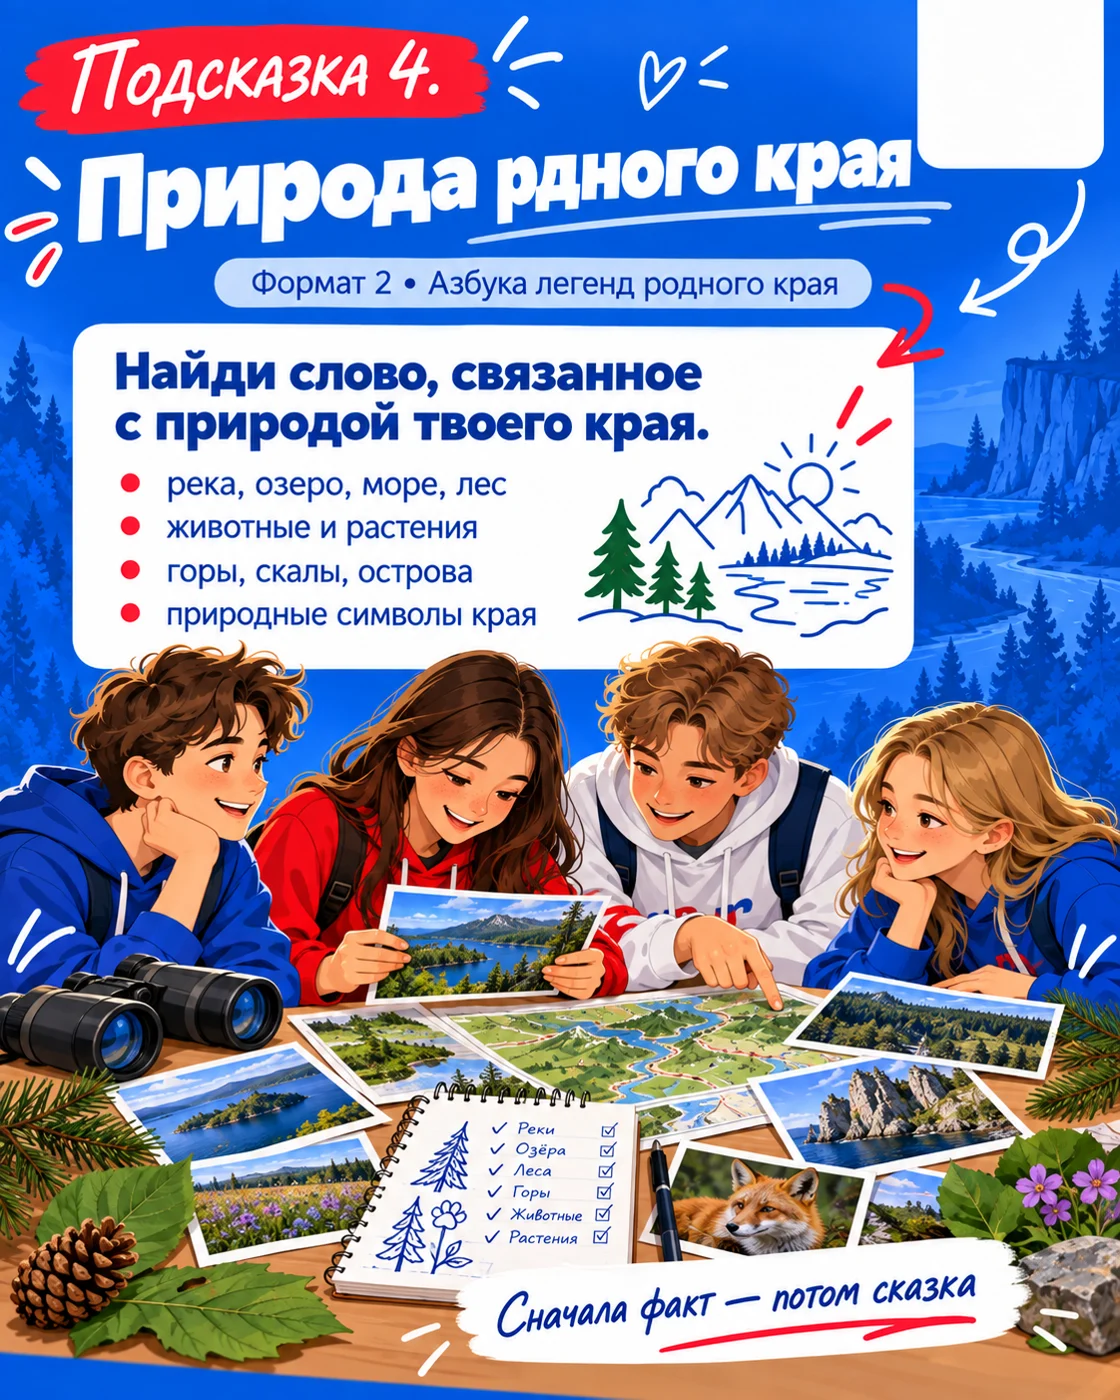 Подсказка 4.
Природа рдного края
Формат 2 • Азбука легенд родного края
Найди слово, связанное
с природой твоего края.
• река, озеро, море, лес
• животные и растения
• горы, скалы, острова
• природные символы края
✓ Реки ☑
✓ Озёра ☑
✓ Леса ☑
✓ Горы ☑
✓ Животные ☑
✓ Растения ☑
Сначала факт — потом сказка